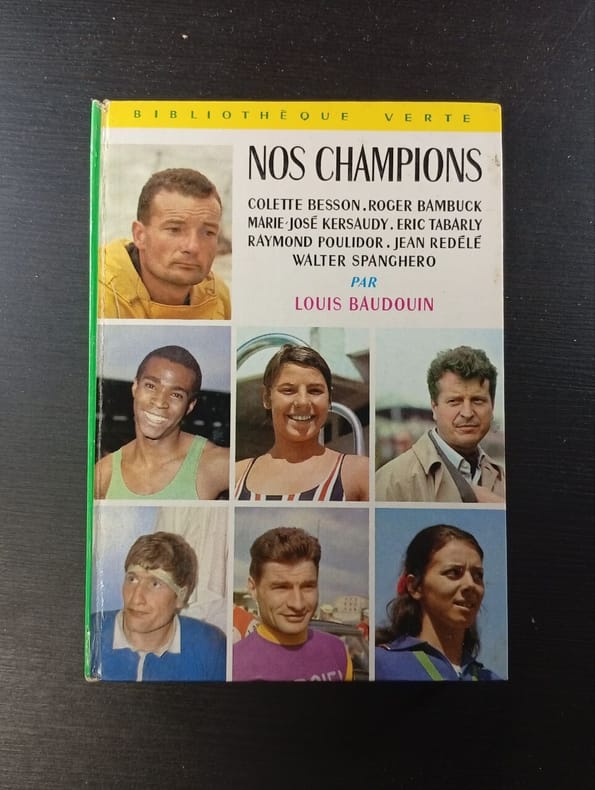 BIBLIOTHÈQUE VERTE
NOS CHAMPIONS
COLETTE BESSON.ROGER BAMBUCK
MARIE-JOSÉ KERSAUDY.ERIC TABARLY
RAYMOND POULIDOR.JEAN REDÉLÉ
WALTER SPANGHERO
PAR
LOUIS BAUDOUIN